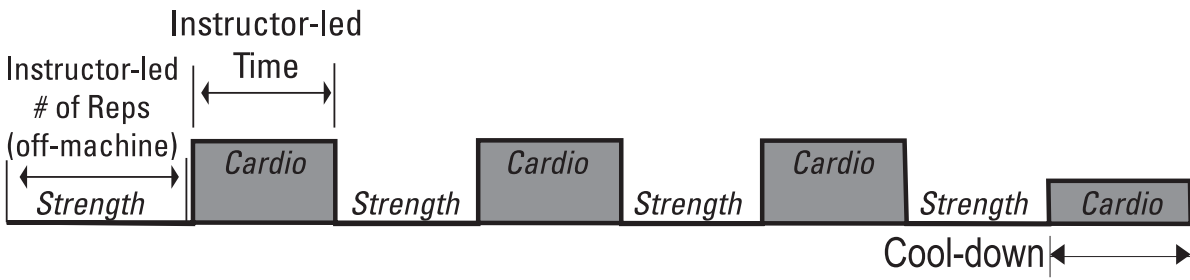 Instructor-led
Time
Instructor-led
# of Reps
(off-machine)
Strength
Cardio
Strength
Cardio
Strength
Cardio
Strength
Cardio
Cool-down